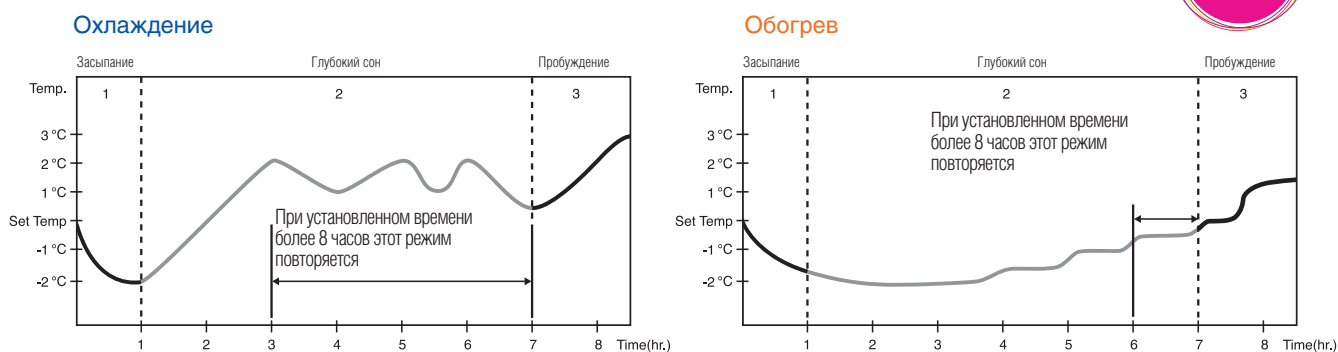 Охлаждение
Засыпание Глубокий сон Пробуждение
Temp.
1 2 3
3 °C
2 °C
1 °C
Set Temp
-1 °C
-2 °C
При установленном времени
более 8 часов этот режим
повторяется
1 2 3 4 5 6 7 8 Time(hr.)
Обогрев
Засыпание Глубокий сон Пробуждение
Temp.
1 2 3
При установленном времени
более 8 часов этот режим
повторяется
3 °C
2 °C
1 °C
Set Temp
-1 °C
-2 °C
1 2 3 4 5 6 7 8 Time(hr.)